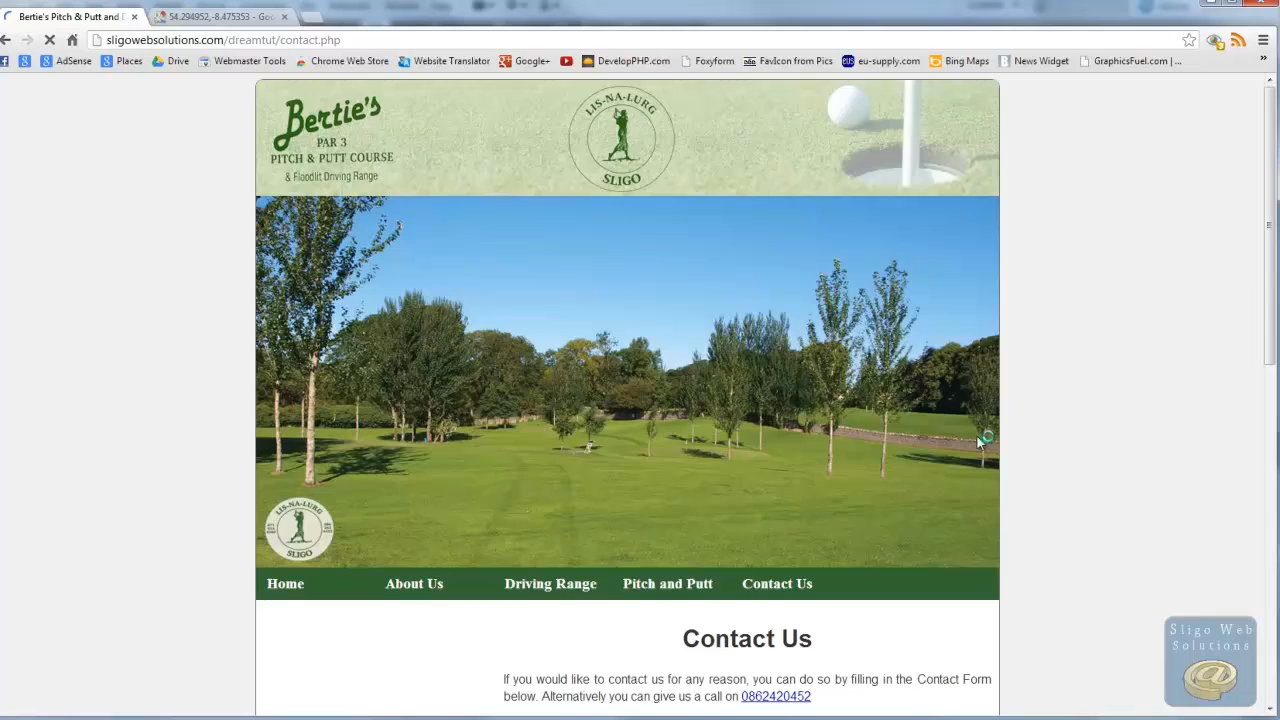 Bertie's Pitch & Putt and D
54.294952,-8.475353 - Goo
sligowebsolutions.com/dreamtut/contact.php
AdSense
Places
Drive
Webmaster Tools
Chrome Web Store
Website Translator
Google+
DevelopPHP.com
Foxyform
FavIcon from Pics
eu-supply.com
Bing Maps
News Widget
GraphicsFuel.com | ...
»
Bertie's
PAR 3
PITCH & PUTT COURSE
& Floodlit Driving Range
LIS-NA-LURG
SLIGO
LIS-NA-LURG
SLIGO
Home
About Us
Driving Range
Pitch and Putt
Contact Us
Contact Us
If you would like to contact us for any reason, you can do so by filling in the Contact Form
below. Alternatively you can give us a call on 0862420452
Sligo Web
Solutions
@